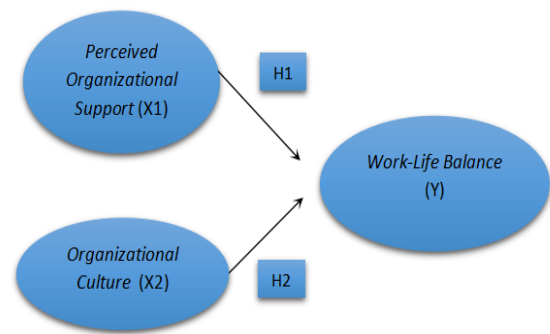 Perceived
Organizational
Support (X1)
H1
Work-Life Balance
(Y)
Organizational
Culture (X2)
H2